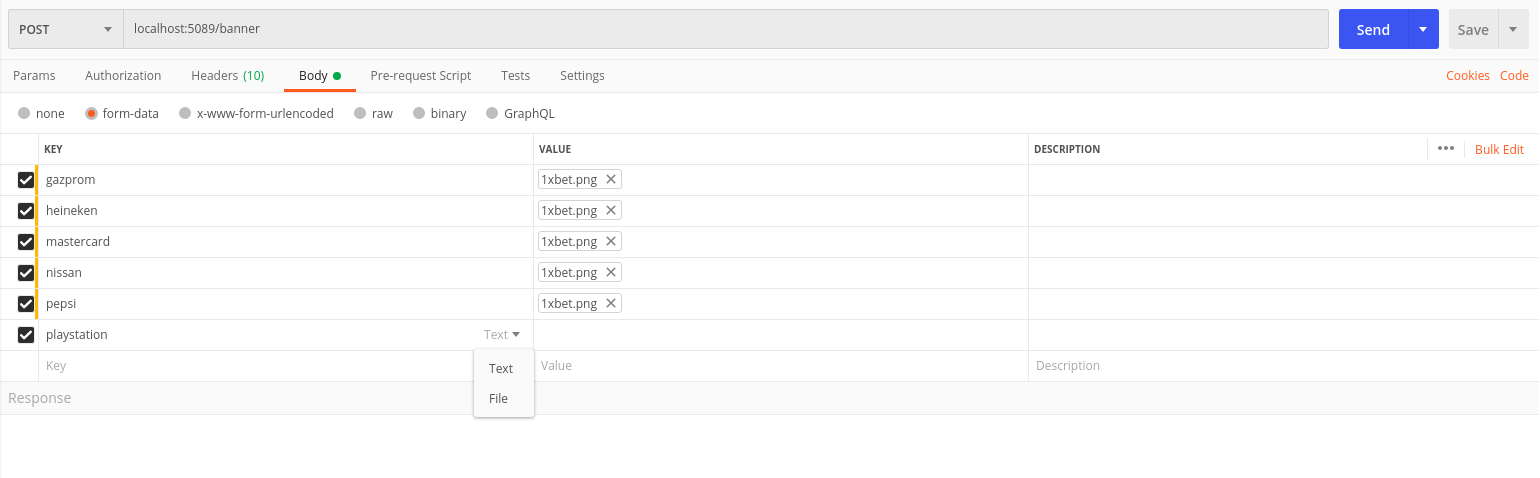 POST localhost:5089/banner Send Save
Params Authorization Headers (10) Body Pre-request Script Tests Settings Cookies Code
none form-data x-www-form-urlencoded raw binary GraphQL
KEY VALUE DESCRIPTION ••• Bulk Edit
gazprom 1xbet.png
heineken 1xbet.png
mastercard 1xbet.png
nissan 1xbet.png
pepsi 1xbet.png
playstation Text
Key Value Description
Text
File
Response